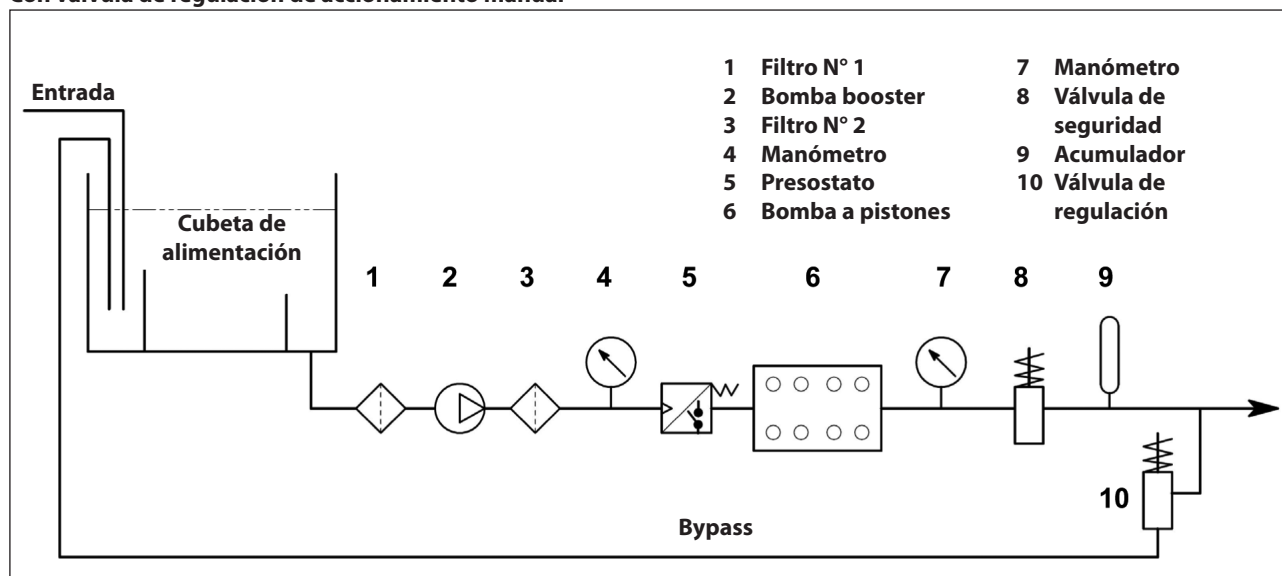 Con válvula de regulación de accionamiento manual
Entrada
1 Filtro N° 1
2 Bomba booster
3 Filtro N° 2
4 Manómetro
5 Presostato
6 Bomba a pistones
7 Manómetro
8 Válvula de
seguridad
9 Acumulador
10 Válvula de
regulación
Cubeta de
alimentación
1 2 3 4 5 6 7 8 9
10
Bypass